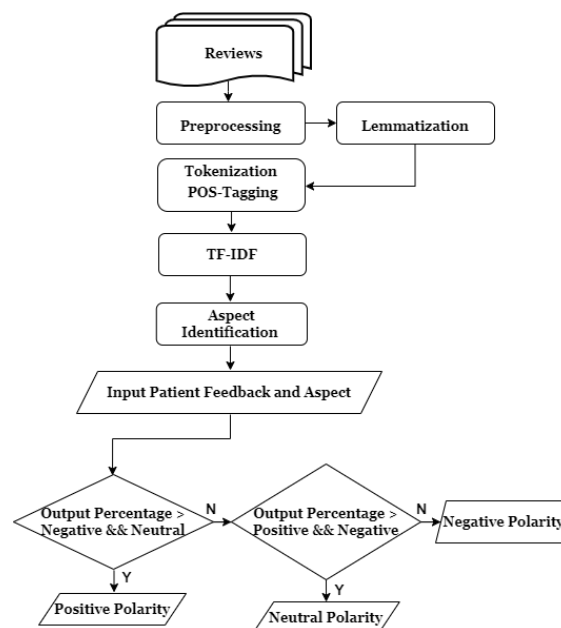 Reviews
Preprocessing
Lemmatization
Tokenization
POS-Tagging
TF-IDF
Aspect
Identification
Input Patient Feedback and Aspect
Output Percentage >
Negative && Neutral
N
Output Percentage >
Positive && Negative
N
Negative Polarity
Y
Positive Polarity
Y
Neutral Polarity